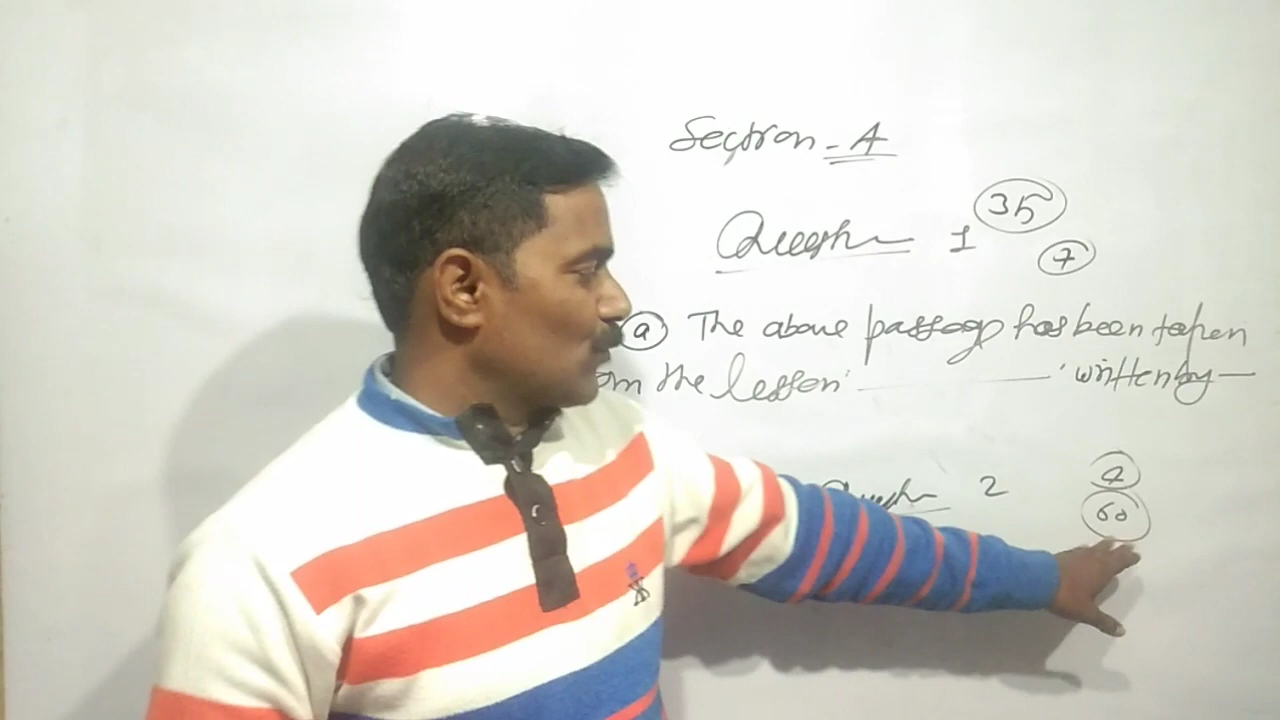 Section - A
Question 1 35
7
a The above passage has been taken
om the lesson' ——— ' written by —
Question 2 4
60